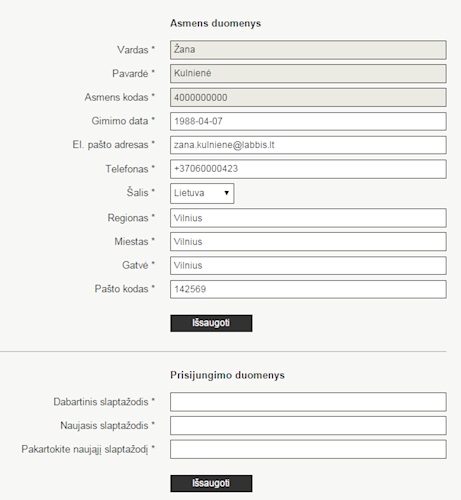 Asmens duomenys
Vardas * Žana
Pavardė * Kulnienė
Asmens kodas * 4000000000
Gimimo data * 1988-04-07
El. pašto adresas * zana.kulniene@labbis.lt
Telefonas * +37060000423
Šalis * Lietuva
Regionas * Vilnius
Miestas * Vilnius
Gatvė * Vilnius
Pašto kodas * 142569
Išsaugoti
Prisijungimo duomenys
Dabartinis slaptažodis *
Naujasis slaptažodis *
Pakartokite naująjį slaptažodį *
Išsaugoti